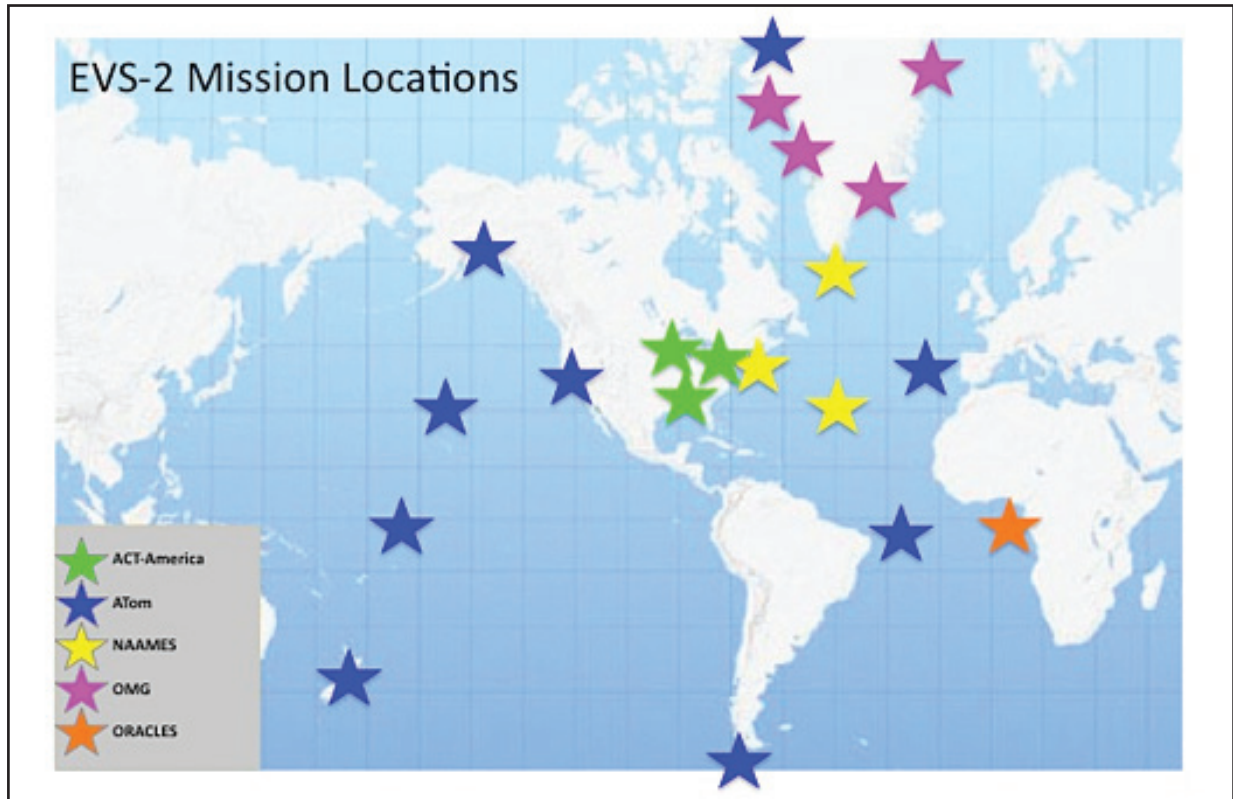 EVS-2 Mission Locations
ACT-America
ATom
NAAMES
OMG
ORACLES